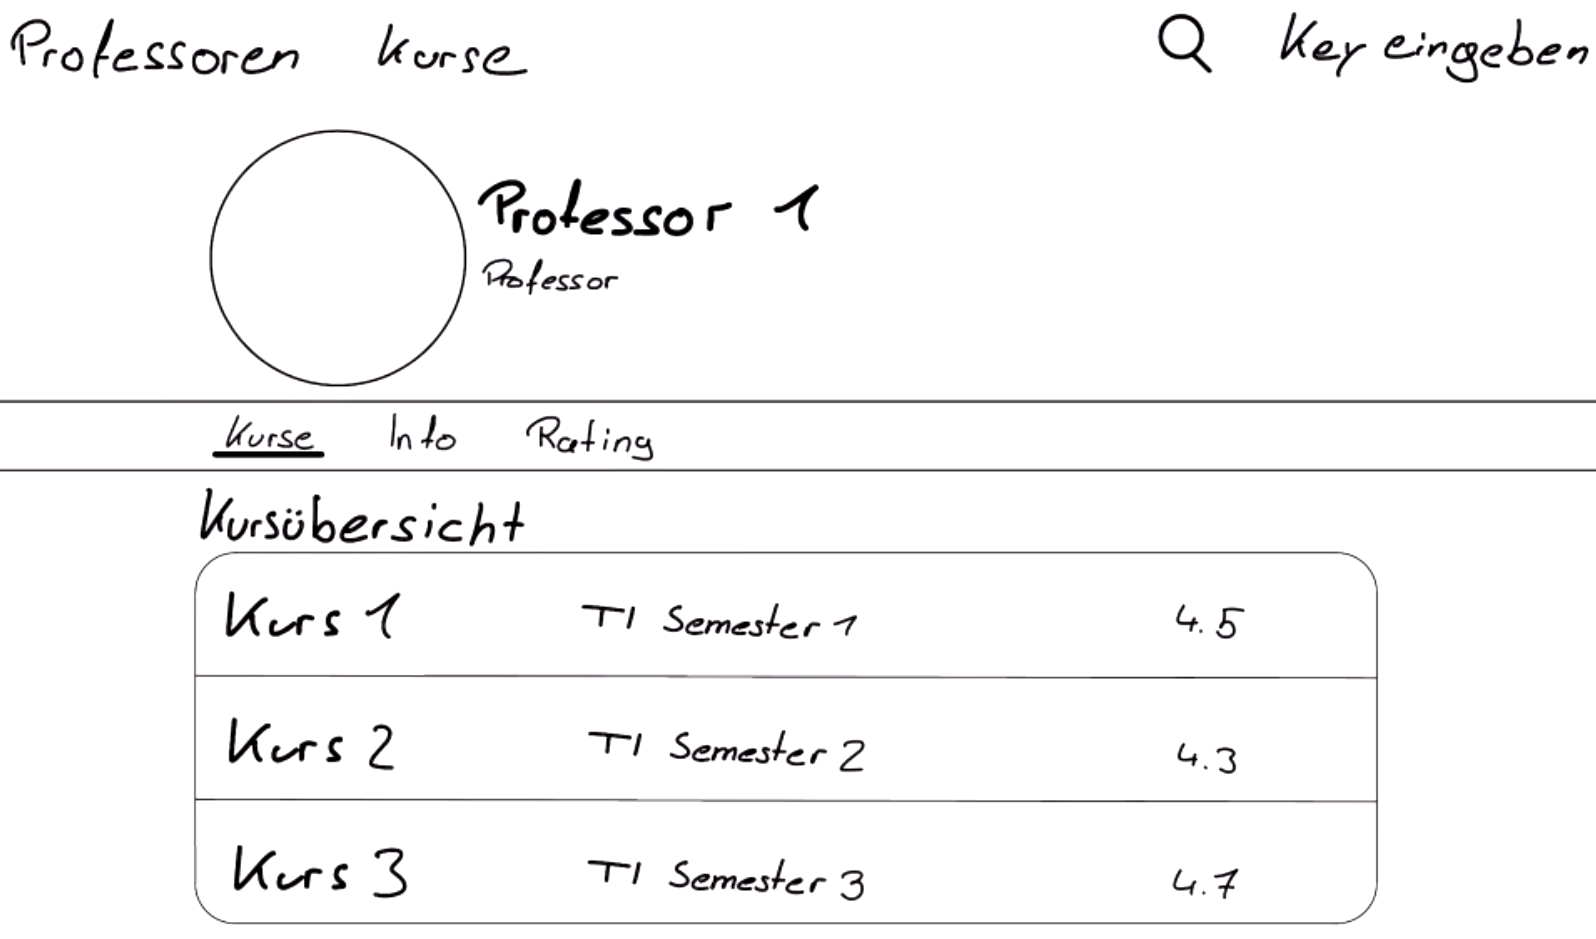 Professoren Kurse Key eingeben
Professor 1
Professor
Kurse Info Rating
Kursübersicht
Kurs 1 TI Semester 1 4.5
Kurs 2 TI Semester 2 4.3
Kurs 3 TI Semester 3 4.7